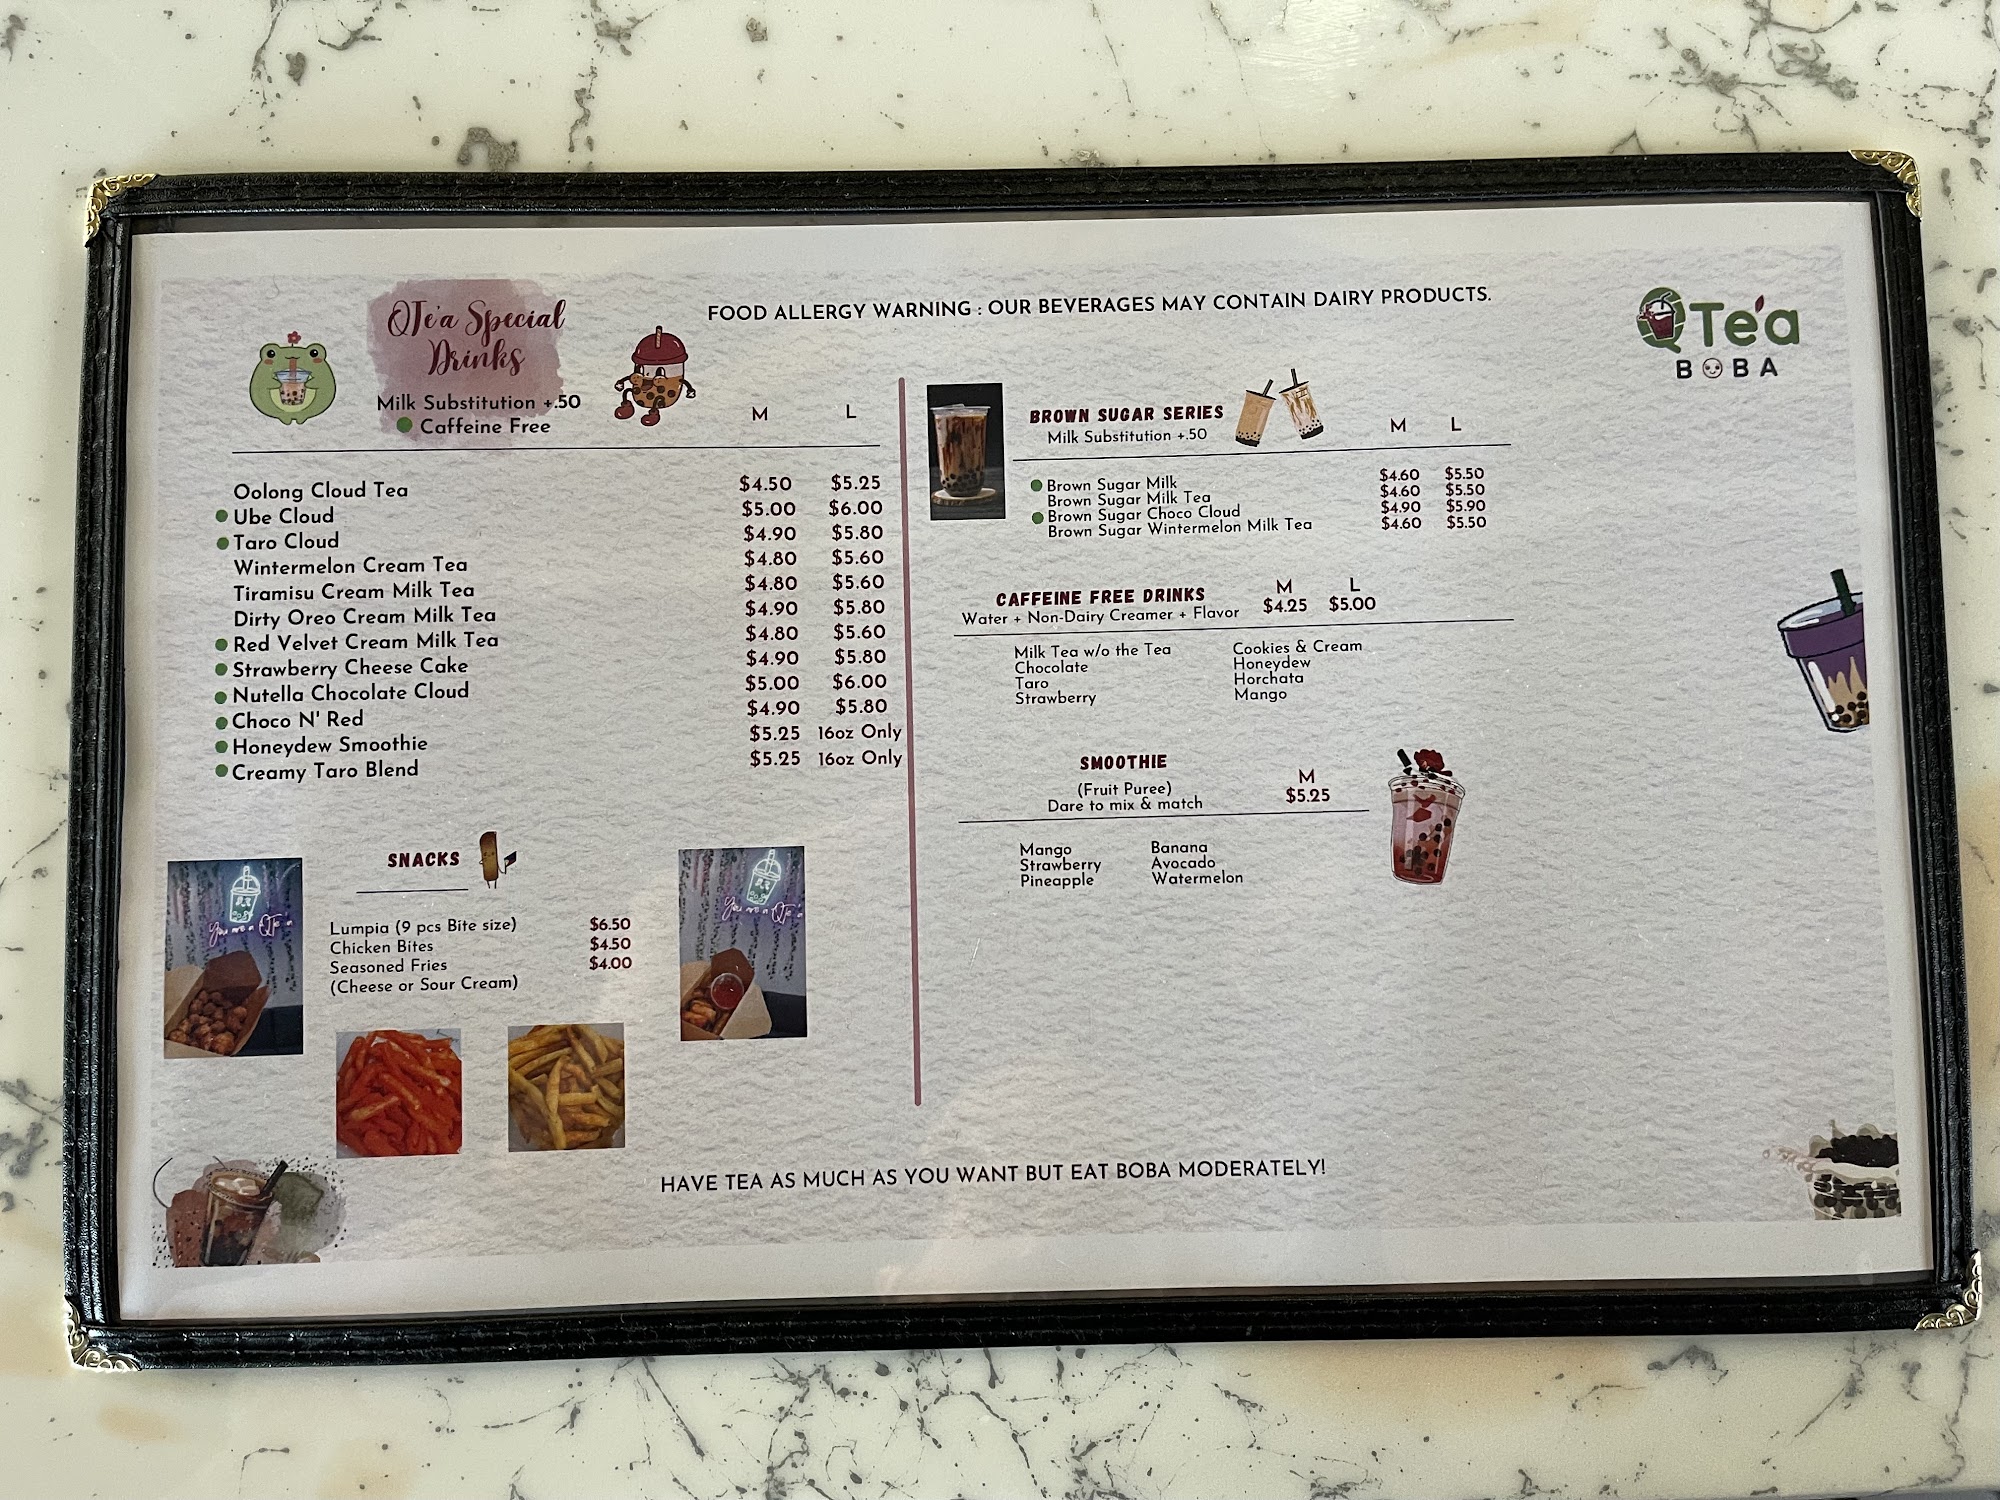 QTe'a Special
Drinks
Milk Substitution +.50
Caffeine Free
M L
Oolong Cloud Tea $4.50 $5.25
Ube Cloud $5.00 $6.00
Taro Cloud $4.90 $5.80
Wintermelon Cream Tea $4.80 $5.60
Tiramisu Cream Milk Tea $4.80 $5.60
Dirty Oreo Cream Milk Tea $4.90 $5.80
Red Velvet Cream Milk Tea $4.80 $5.60
Strawberry Cheese Cake $4.90 $5.80
Nutella Chocolate Cloud $5.00 $6.00
Choco N' Red $4.90 $5.80
Honeydew Smoothie $5.25 16oz Only
Creamy Taro Blend $5.25 16oz Only
SNACKS
Lumpia (9 pcs Bite size) $6.50
Chicken Bites $4.50
Seasoned Fries $4.00
(Cheese or Sour Cream)
You are a QTe'a
You are a QTe'a
FOOD ALLERGY WARNING : OUR BEVERAGES MAY CONTAIN DAIRY PRODUCTS.
QTe'a
BOBA
BROWN SUGAR SERIES
Milk Substitution +.50
M L
Brown Sugar Milk $4.60 $5.50
Brown Sugar Milk Tea $4.60 $5.50
Brown Sugar Choco Cloud $4.90 $5.90
Brown Sugar Wintermelon Milk Tea $4.60 $5.50
CAFFEINE FREE DRINKS M L
Water + Non-Dairy Creamer + Flavor $4.25 $5.00
Milk Tea w/o the Tea Cookies & Cream
Chocolate Honeydew
Taro Horchata
Strawberry Mango
SMOOTHIE
(Fruit Puree) M
Dare to mix & match $5.25
Mango Banana
Strawberry Avocado
Pineapple Watermelon
HAVE TEA AS MUCH AS YOU WANT BUT EAT BOBA MODERATELY!